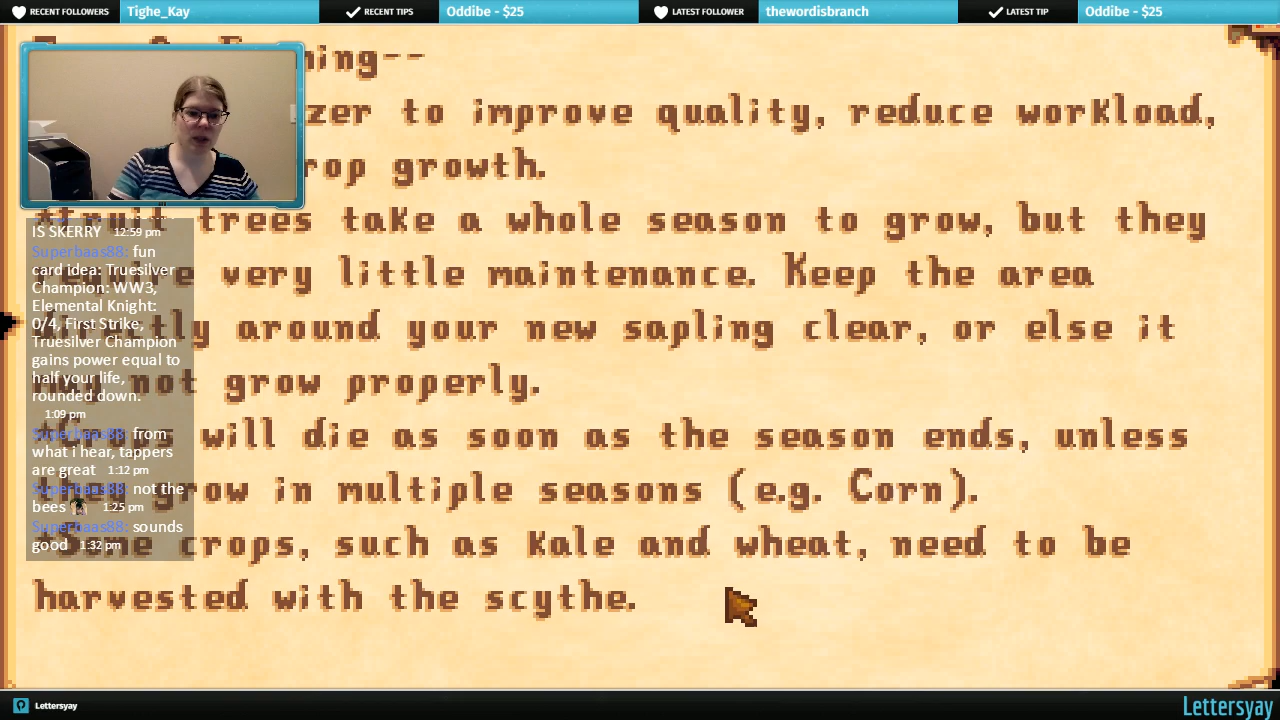 RECENT FOLLOWERS Tighe_Kay RECENT TIPS Oddibe - $25 LATEST FOLLOWER thewordisbranch LATEST TIP Oddibe - $25
ing--
zer to improve quality, reduce workload,
rop growth.
*Fruit trees take a whole season to grow, but they
very little maintenance. Keep the area
around your new sapling clear, or else it
may not grow properly.
*Crops will die as soon as the season ends, unless
they grow in multiple seasons (e.g. Corn).
*Some crops, such as kale and wheat, need to be
harvested with the scythe.
IS SKERRY 12:59 pm
Superbaas88: fun
card idea: Truesilver
Champion: WW3,
Elemental Knight:
0/4, First Strike,
Truesilver Champion
gains power equal to
half your life,
rounded down.
1:09 pm
Superbaas88: from
what i hear, tappers
are great 1:12 pm
Superbaas88: not the
bees 1:25 pm
Superbaas88: sounds
good 1:32 pm
Lettersyay
Lettersyay